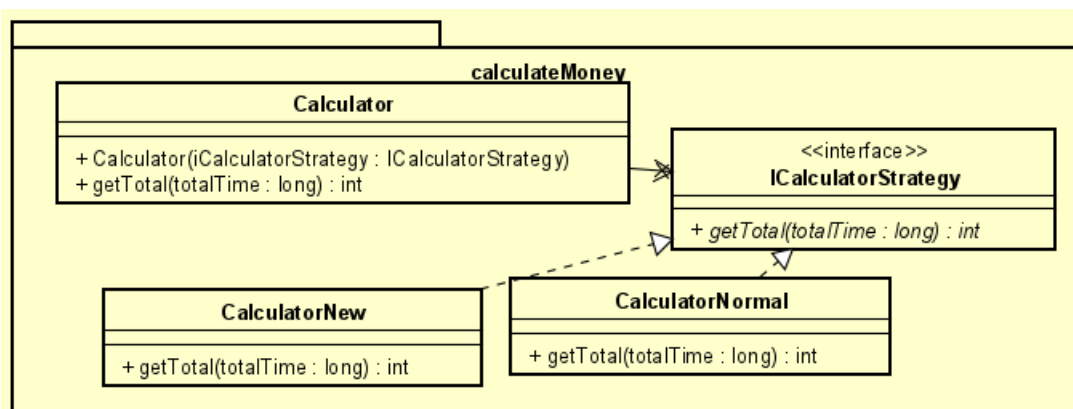 calculateMoney
Calculator
+ Calculator(iCalculatorStrategy : ICalculatorStrategy)
+ getTotal(totalTime : long) : int
<<interface>>
ICalculatorStrategy
+ getTotal(totalTime : long) : int
CalculatorNew
+ getTotal(totalTime : long) : int
CalculatorNormal
+ getTotal(totalTime : long) : int